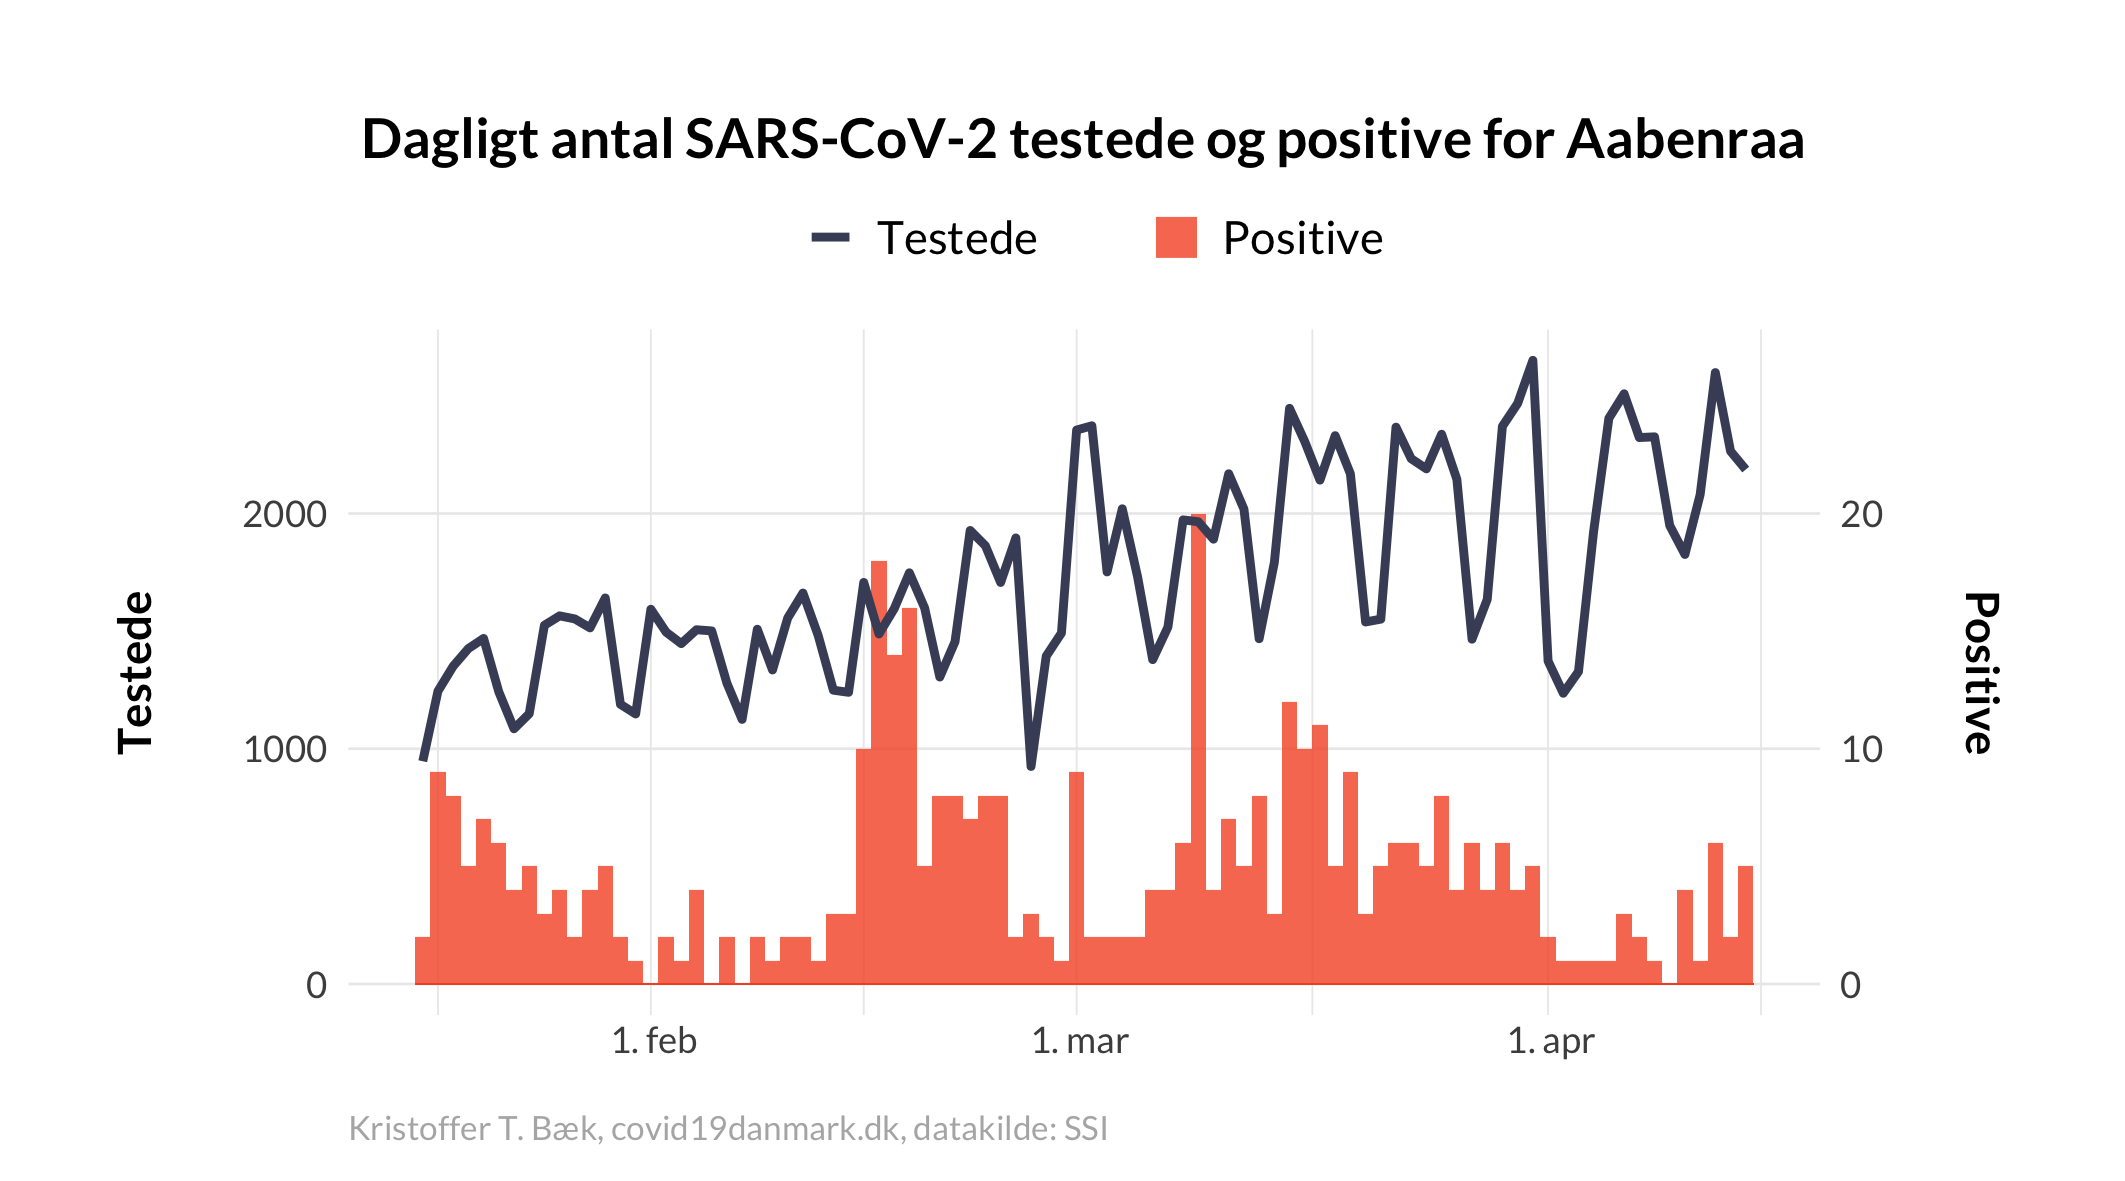 Dagligt antal SARS-CoV-2 testede og positive for Aabenraa
Testede
Positive
Testede
Positive
2000
1000
0
20
10
0
1. feb
1. mar
1. apr
Kristoffer T. Bæk, covid19danmark.dk, datakilde: SSI